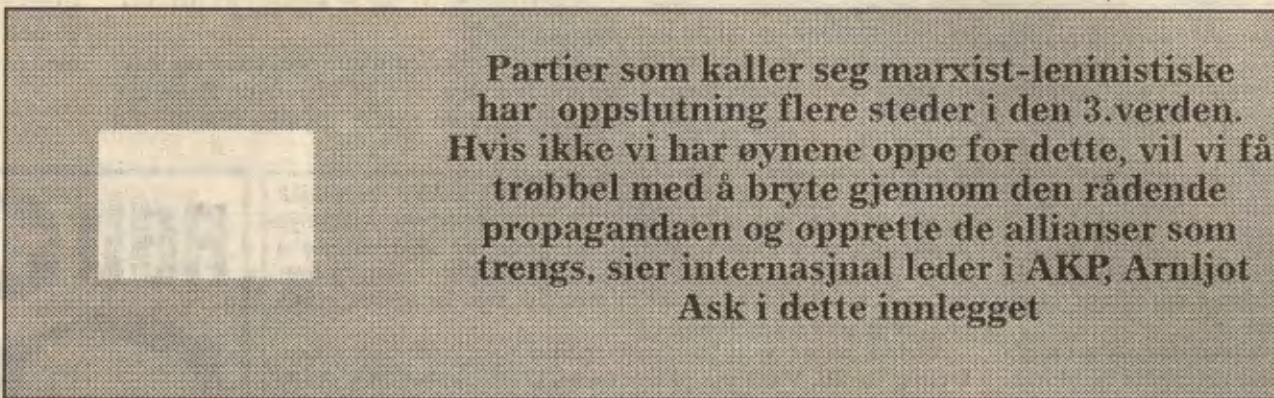 Partier som kaller seg marxist-leninistiske
har oppslutning flere steder i den 3.verden.
Hvis ikke vi har øynene oppe for dette, vil vi få
trøbbel med å bryte gjennom den rådende
propagandaen og opprette de allianser som
trengs, sier internasjnal leder i AKP, Arnljot
Ask i dette innlegget